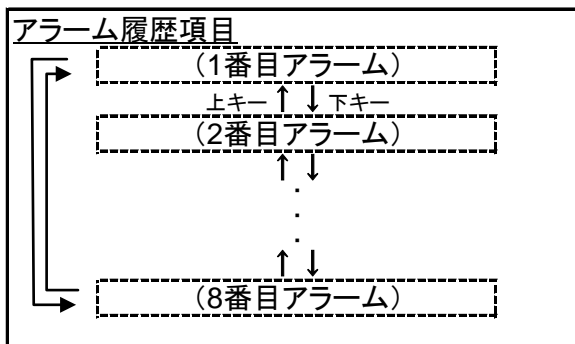 アラーム履歴項目
(1番目アラーム)
上キー ↑ ↓ 下キー
(2番目アラーム)
↑ ↓
.
.
.
↑ ↓
(8番目アラーム)